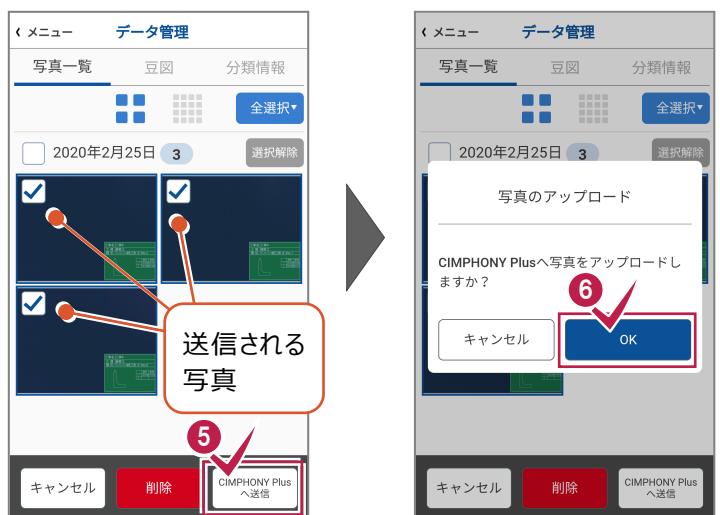 ‹ メニュー データ管理
写真一覧 豆図 分類情報
全選択▼
2020年2月25日 3 選択解除
送信される
写真
5
キャンセル 削除 CIMPHONY Plus
へ送信
‹ メニュー データ管理
写真一覧 豆図 分類情報
全選択▼
2020年2月25日 3 選択解除
写真のアップロード
CIMPHONY Plusへ写真をアップロードし
ますか？
6
キャンセル OK
キャンセル 削除 CIMPHONY Plus
へ送信